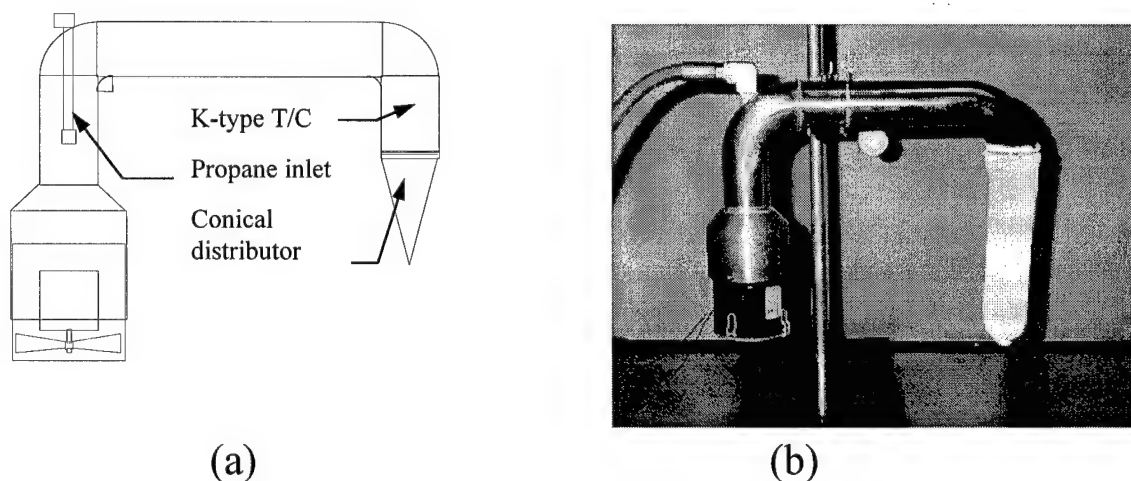 K-type T/C
Propane inlet
Conical
distributor
(a)
(b)